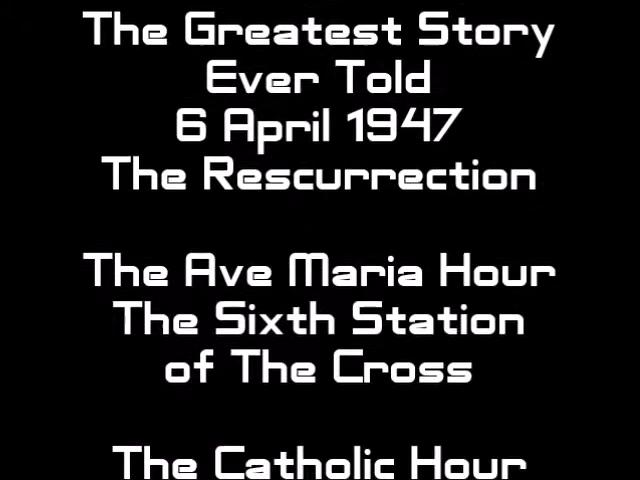 The Greatest Story
Ever Told
6 April 1947
The Rescurrection
The Ave Maria Hour
The Sixth Station
of The Cross
The Catholic Hour